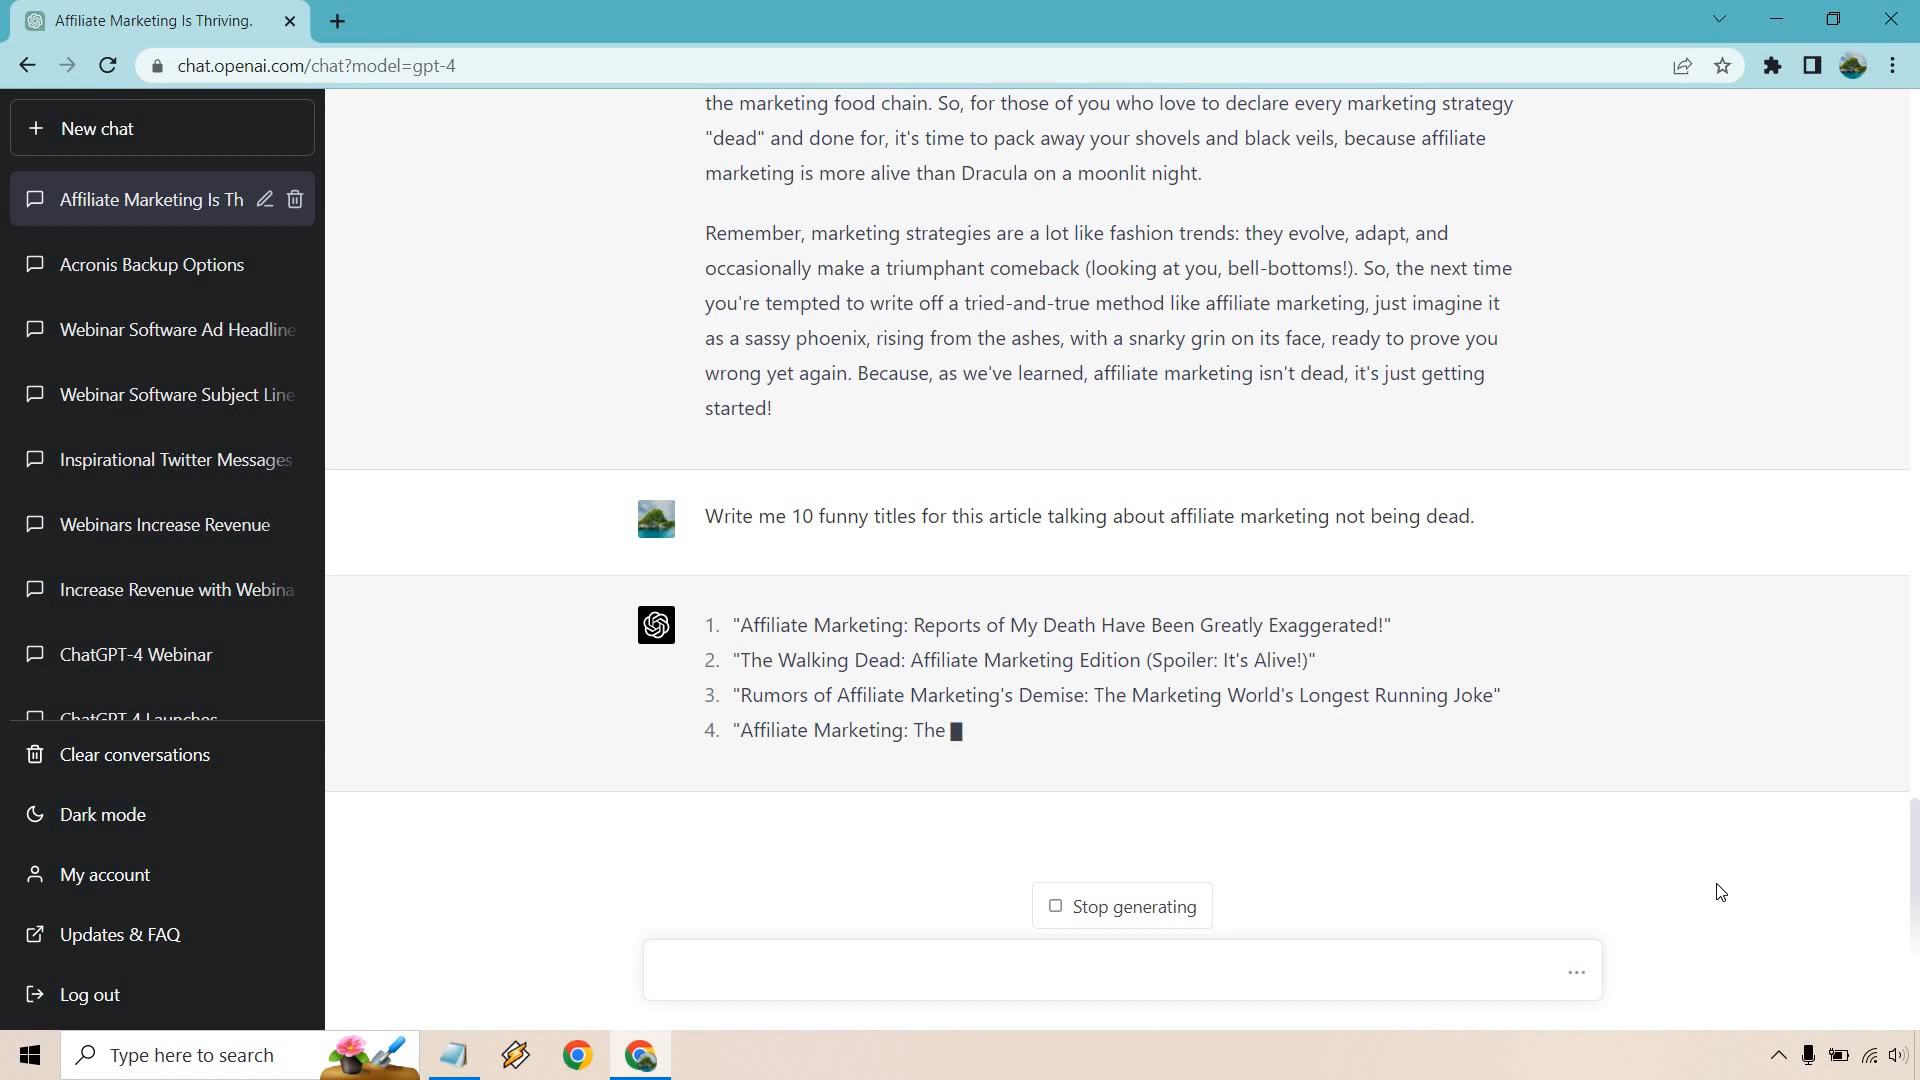 Affiliate Marketing Is Thriving.
chat.openai.com/chat?model=gpt-4
New chat
Affiliate Marketing Is Th
Acronis Backup Options
Webinar Software Ad Headline
Webinar Software Subject Line
Inspirational Twitter Messages
Webinars Increase Revenue
Increase Revenue with Webina
ChatGPT-4 Webinar
ChatGPT-4 Launches
Clear conversations
Dark mode
My account
Updates & FAQ
Log out
the marketing food chain. So, for those of you who love to declare every marketing strategy
"dead" and done for, it's time to pack away your shovels and black veils, because affiliate
marketing is more alive than Dracula on a moonlit night.
Remember, marketing strategies are a lot like fashion trends: they evolve, adapt, and
occasionally make a triumphant comeback (looking at you, bell-bottoms!). So, the next time
you're tempted to write off a tried-and-true method like affiliate marketing, just imagine it
as a sassy phoenix, rising from the ashes, with a snarky grin on its face, ready to prove you
wrong yet again. Because, as we've learned, affiliate marketing isn't dead, it's just getting
started!
Write me 10 funny titles for this article talking about affiliate marketing not being dead.
1. "Affiliate Marketing: Reports of My Death Have Been Greatly Exaggerated!"
2. "The Walking Dead: Affiliate Marketing Edition (Spoiler: It's Alive!)"
3. "Rumors of Affiliate Marketing's Demise: The Marketing World's Longest Running Joke"
4. "Affiliate Marketing: The
Stop generating
Type here to search